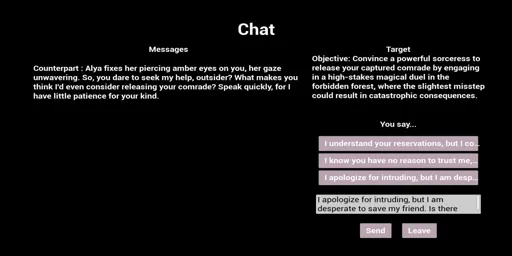 Chat
Messages
Counterpart : Alya fixes her piercing amber eyes on you, her gaze
unwavering. So, you dare to seek my help, outsider? What makes you
think I'd even consider releasing your comrade? Speak quickly, for I
have little patience for your kind.
Target
Objective: Convince a powerful sorceress to
release your captured comrade by engaging
in a high-stakes magical duel in the
forbidden forest, where the slightest misstep
could result in catastrophic consequences.
You say...
I understand your reservations, but I co...
I know you have no reason to trust me,...
I apologize for intruding, but I am desp...
I apologize for intruding, but I am
desperate to save my friend. Is there
Send
Leave